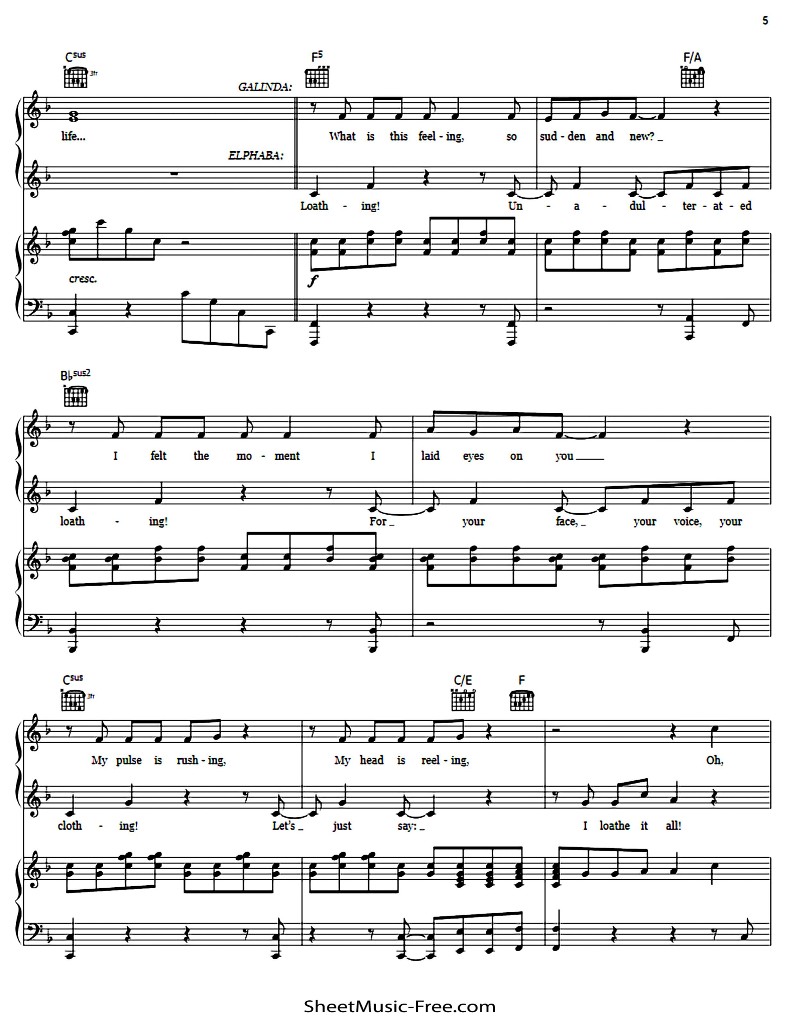 5
Csus F5 F/A
3fr
GALINDA:
life... What is this feel - ing, so sud - den and new? _
ELPHABA:
Loath - ing! Un - a - dul - ter - at - ed
cresc. f
B♭sus2
I felt the mo - ment I laid eyes on you
loath - ing! For _ your face, _ your voice, your
Csus C/E F
3fr
My pulse is rush - ing, My head is reel - ing, Oh,
cloth - ing! Let's _ just say: _ I loathe it all!
SheetMusic-Free.com